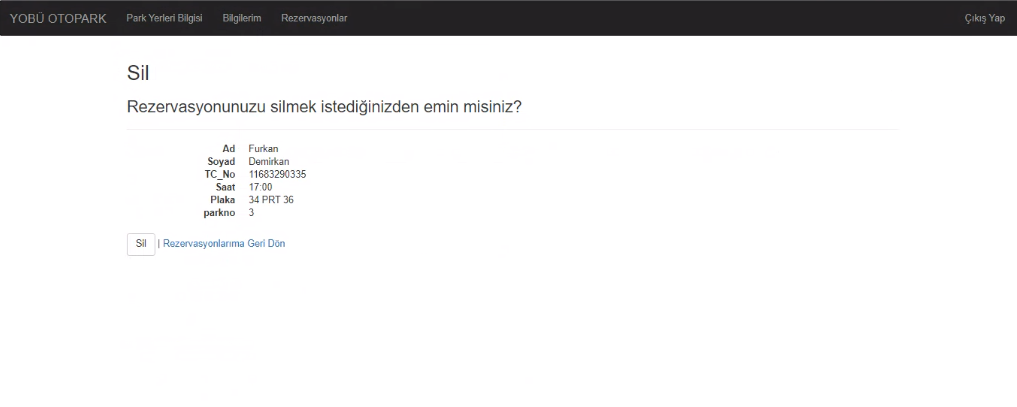 YOBÜ OTOPARK Park Yerleri Bilgisi Bilgilerim Rezervasyonlar Çıkış Yap
Sil
Rezervasyonunuzu silmek istediğinizden emin misiniz?
Ad Furkan
Soyad Demirkan
TC_No 11683290335
Saat 17:00
Plaka 34 PRT 36
parkno 3
Sil | Rezervasyonlarıma Geri Dön